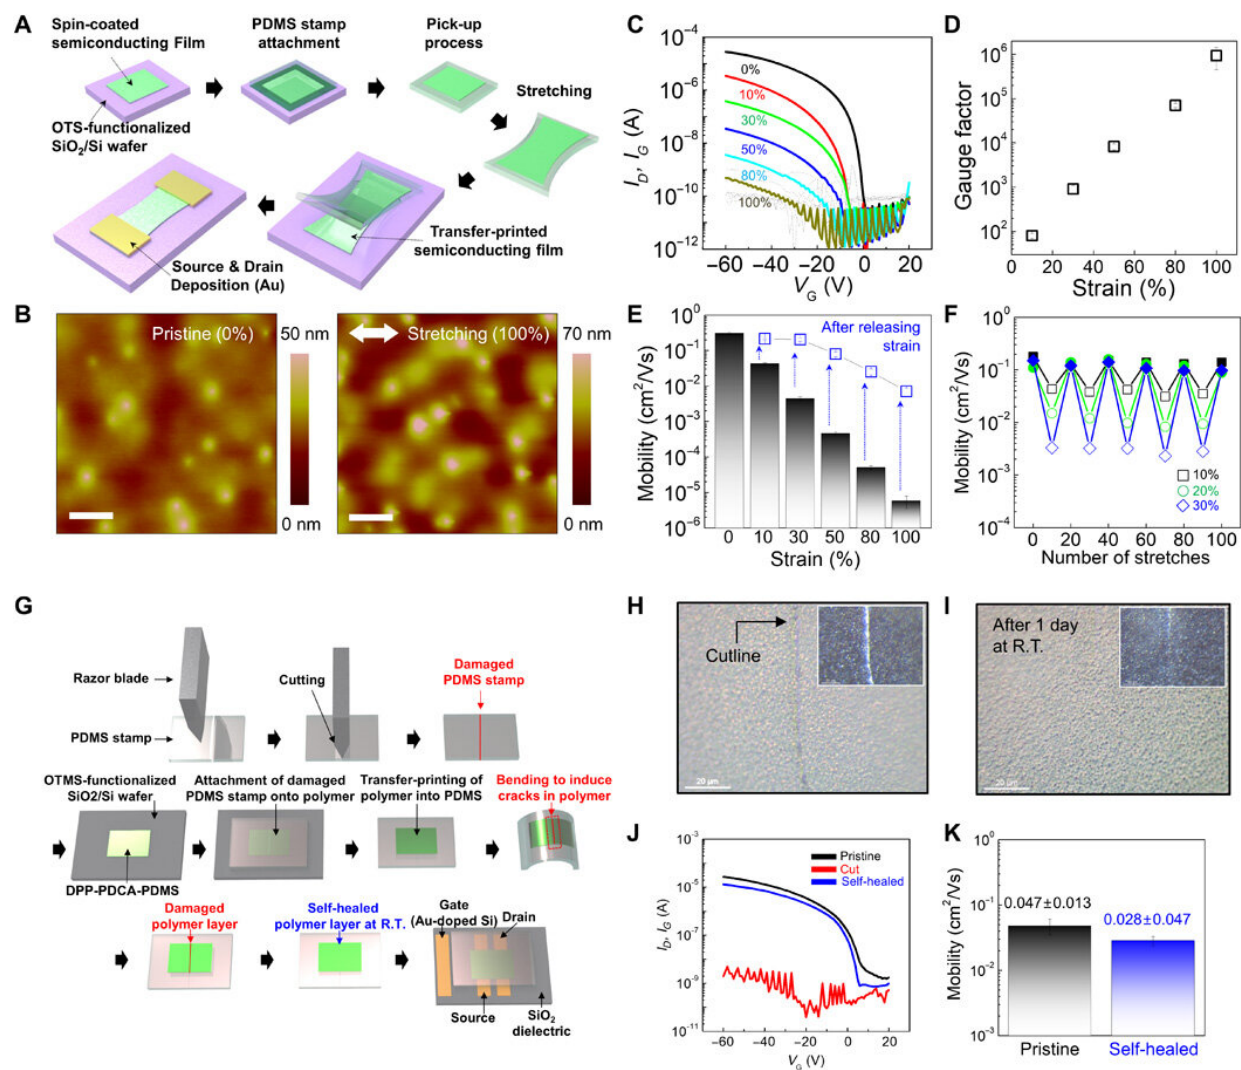 A
Spin-coated
semiconducting Film
PDMS stamp
attachment
Pick-up
process
Stretching
OTS-functionalized
SiO₂/Si wafer
Transfer-printed
semiconducting film
Source & Drain
Deposition (Au)
B
Pristine (0%)
50 nm
0 nm
Stretching (100%)
70 nm
0 nm
C
10⁻⁴
10⁻⁶
10⁻⁸
10⁻¹⁰
10⁻¹²
I_D, I_G (A)
0%
10%
30%
50%
80%
100%
−60 −40 −20 0 20
V_G (V)
D
10⁶
10⁵
10⁴
10³
10²
Gauge factor
0 20 40 60 80 100
Strain (%)
E
10⁰
10⁻¹
10⁻²
10⁻³
10⁻⁴
10⁻⁵
10⁻⁶
Mobility (cm²/Vs)
After releasing
strain
0 10 30 50 80 100
Strain (%)
F
10⁰
10⁻¹
10⁻²
10⁻³
10⁻⁴
Mobility (cm²/Vs)
10%
20%
30%
0 20 40 60 80 100
Number of stretches
G
Razor blade
PDMS stamp
Cutting
Damaged
PDMS stamp
OTMS-functionalized
SiO2/Si wafer
Attachment of damaged
PDMS stamp onto polymer
Transfer-printing of
polymer into PDMS
Bending to induce
cracks in polymer
DPP-PDCA-PDMS
Damaged
polymer layer
Self-healed
polymer layer at R.T.
Gate
(Au-doped Si)
Drain
Source
SiO₂
dielectric
H
Cutline
20 µm
I
After 1 day
at R.T.
20 µm
J
10⁻³
10⁻⁵
10⁻⁷
10⁻⁹
10⁻¹¹
I_D, I_G (A)
Pristine
Cut
Self-healed
−60 −40 −20 0 20
V_G (V)
K
10⁰
10⁻¹
10⁻²
10⁻³
Mobility (cm²/Vs)
0.047±0.013
0.028±0.047
Pristine
Self-healed